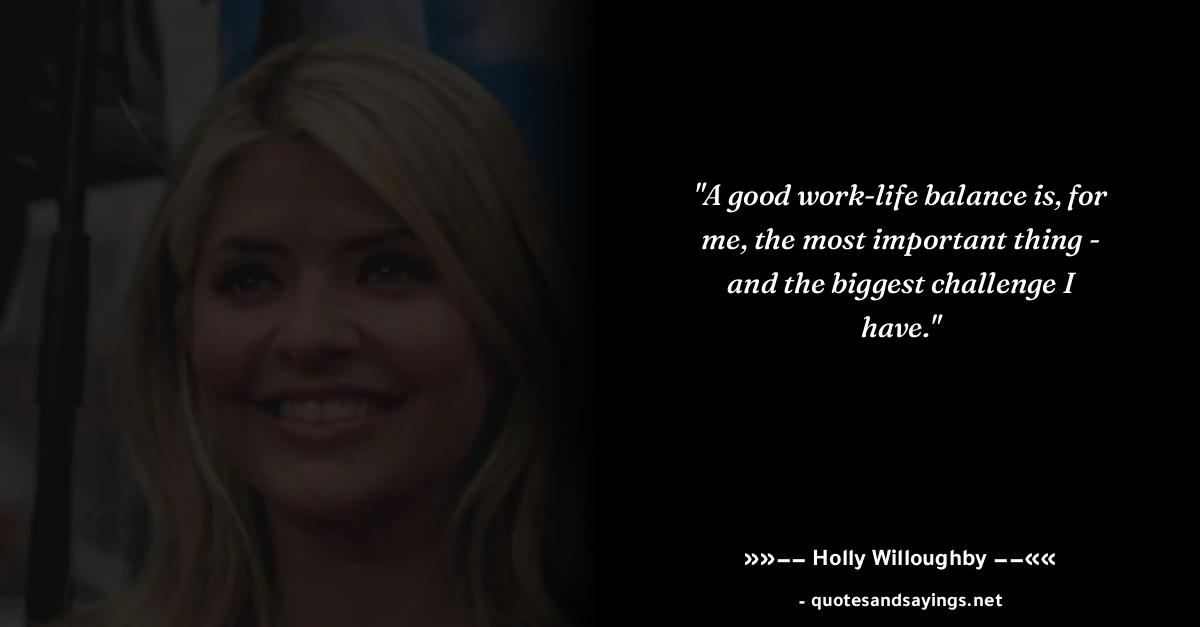 "A good work-life balance is, for
me, the most important thing -
and the biggest challenge I
have."
»»−− Holly Willoughby −−««
- quotesandsayings.net